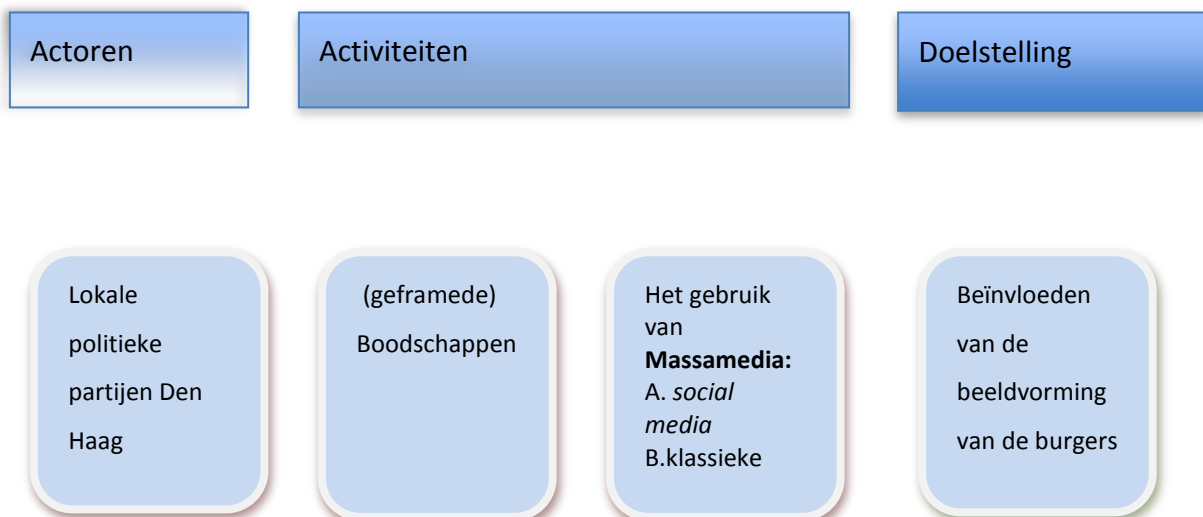 Actoren
Activiteiten
Doelstelling
Lokale
politieke
partijen Den
Haag
(geframede)
Boodschappen
Het gebruik
van
Massamedia:
A. social
media
B.klassieke
Beïnvloeden
van de
beeldvorming
van de burgers